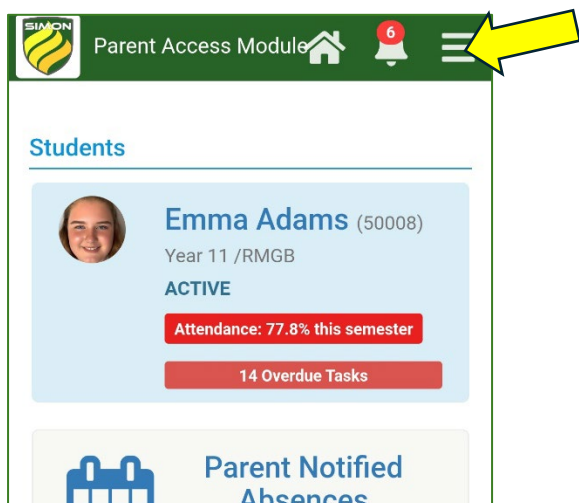 SIMON
Parent Access Module
6
Students
Emma Adams (50008)
Year 11 /RMGB
ACTIVE
Attendance: 77.8% this semester
14 Overdue Tasks
Parent Notified
Absences